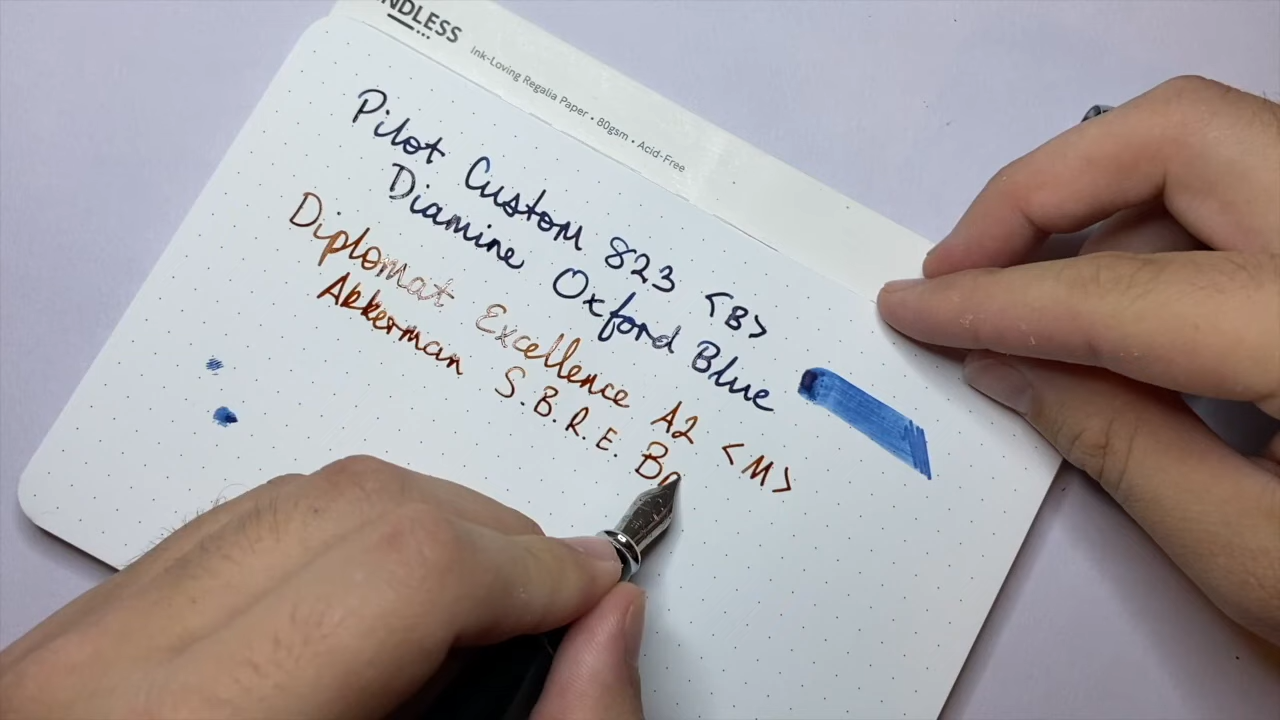 NDLESS
Ink-Loving Regalia Paper • 80gsm • Acid-Free
Pilot Custom 823 <B>
Diamine Oxford Blue
Diplomat Excellence A2 <M>
Akkerman S.B.R.E. B